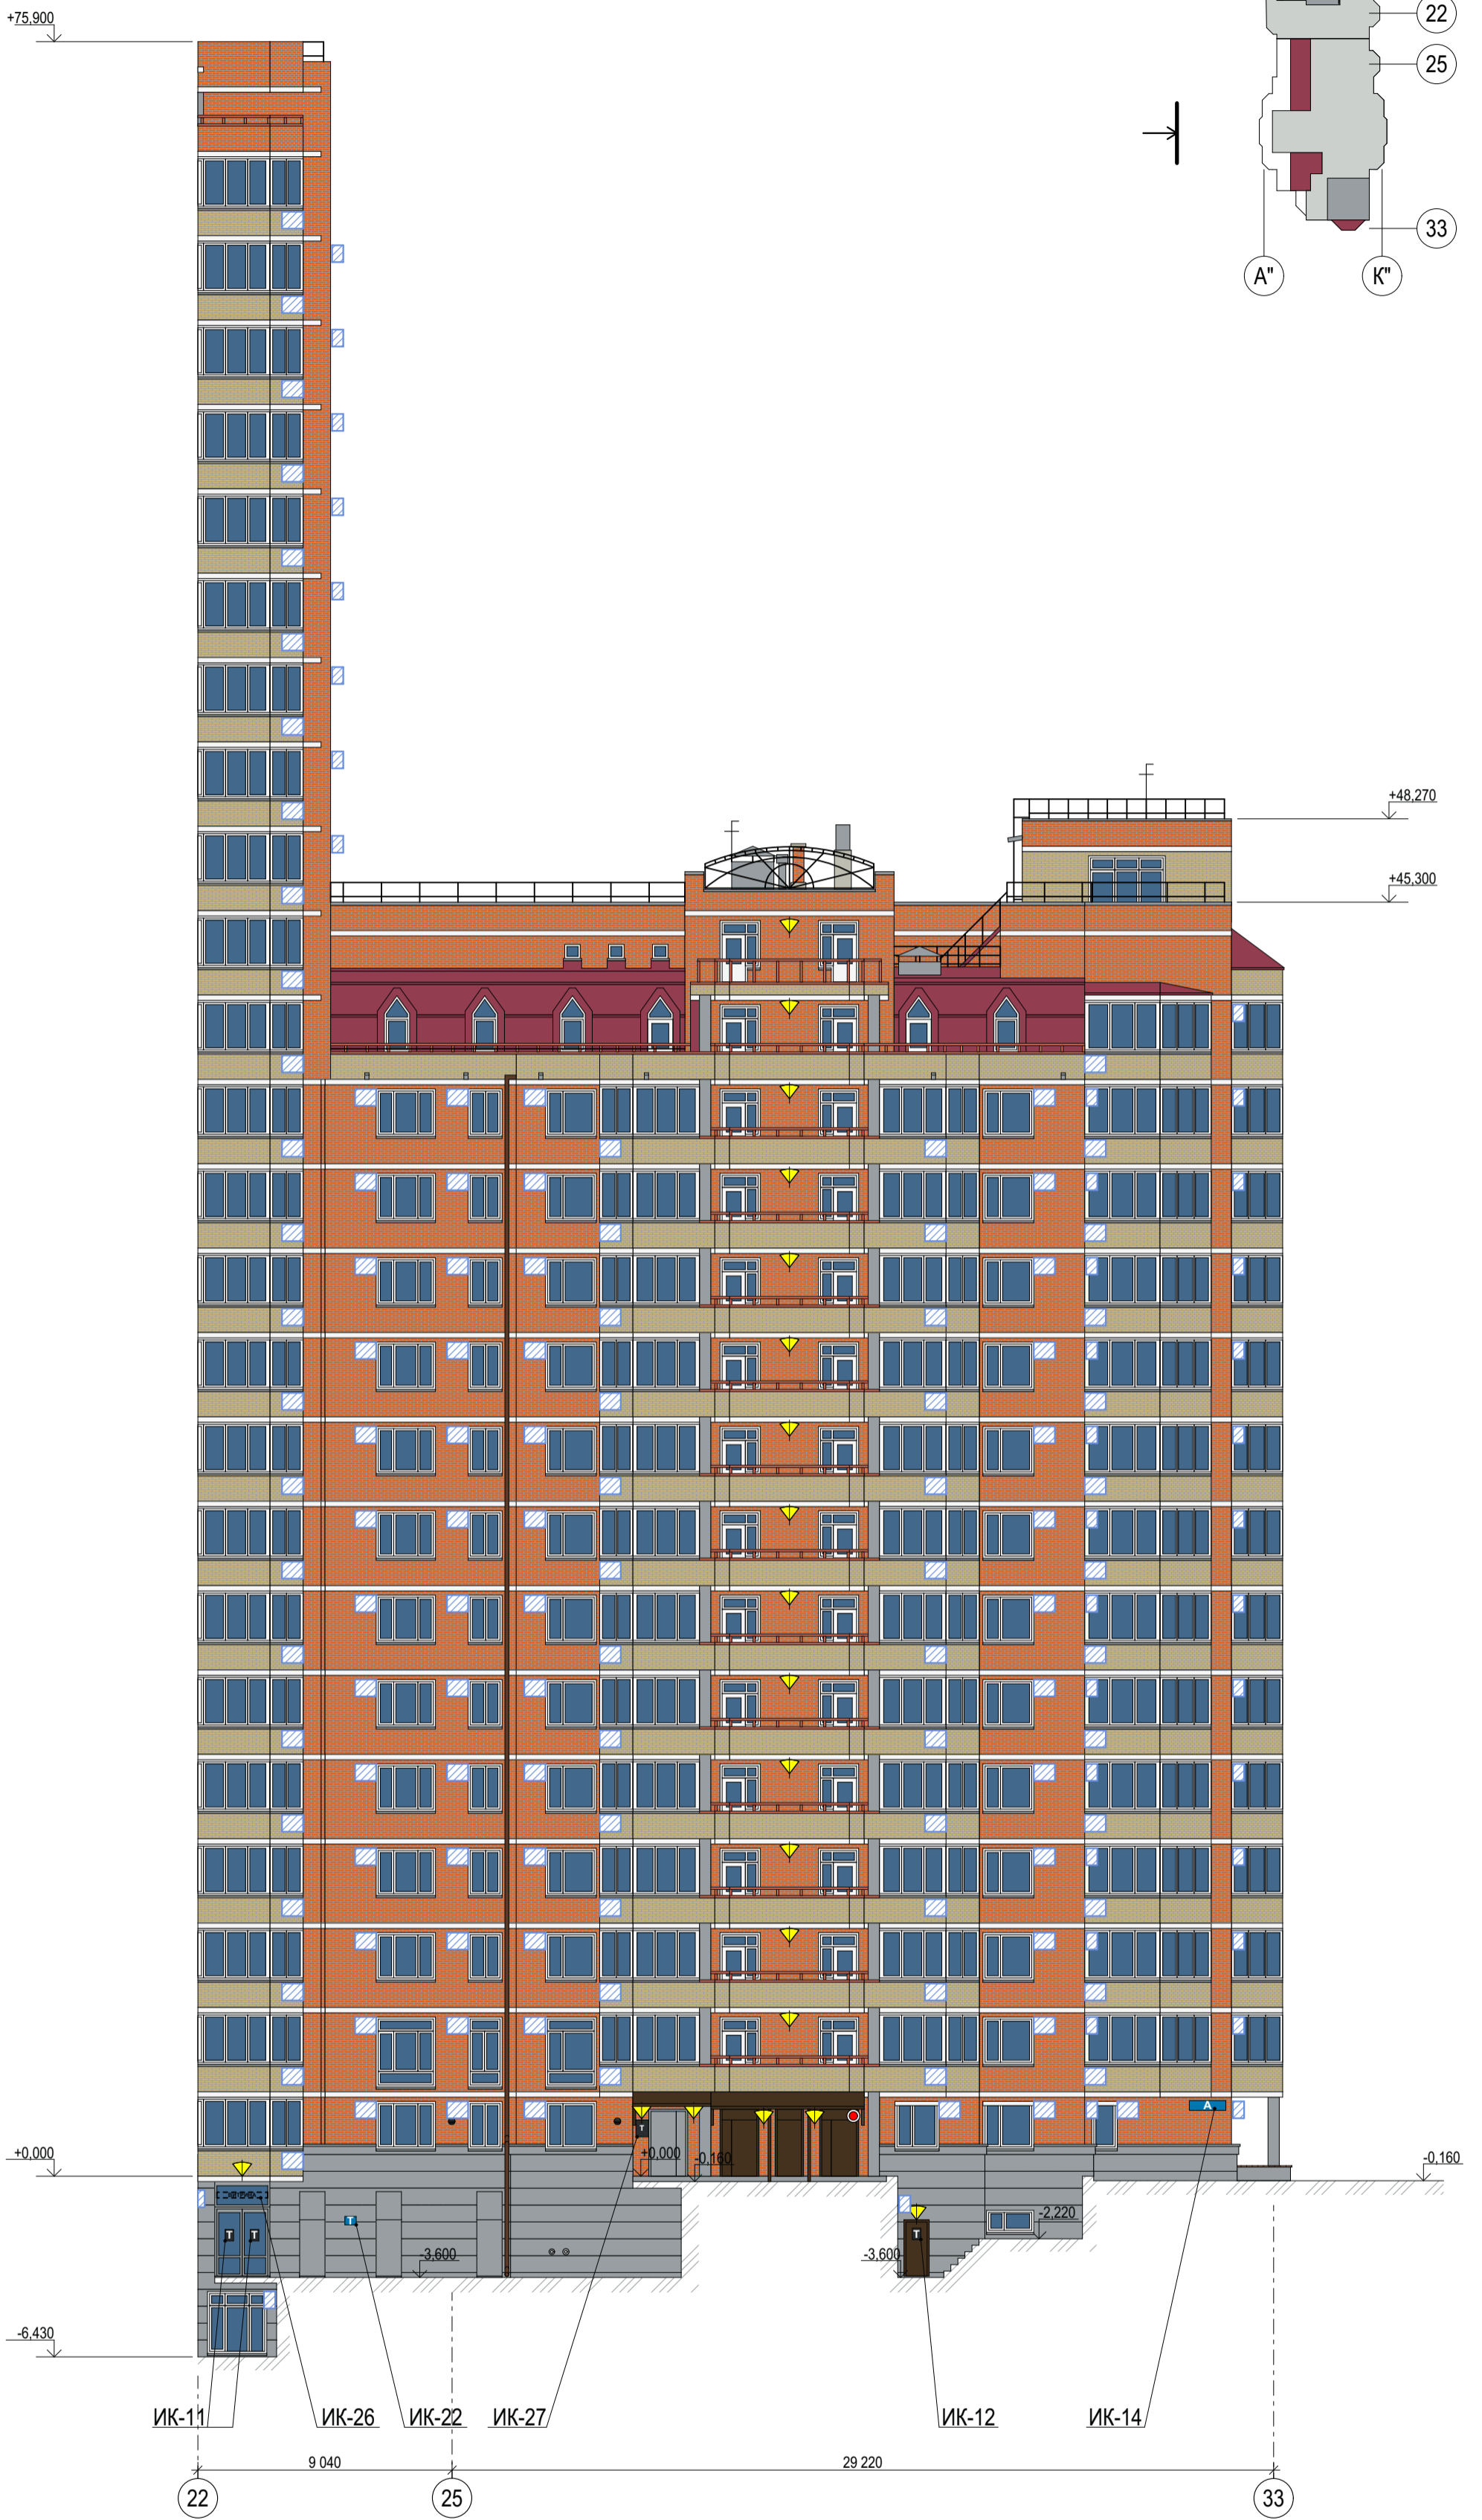 +75,900
22
25
33
А"
К"
+48,270
+45,300
А
Т
+0,000
+0,000
-0,160
-0,160
Т
Т
Т
Т
-2,220
-3,600
-3,600
-6,430
ИК-11
ИК-26
ИК-22
ИК-27
ИК-12
ИК-14
9 040
29 220
22
25
33